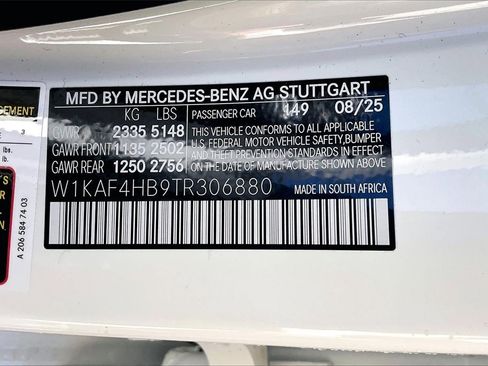 MFD BY MERCEDES-BENZ AG STUTTGART
KG LBS PASSENGER CAR 149 08/25
GVWR 2335 5148 THIS VEHICLE CONFORMS TO ALL APPLICABLE
GAWR FRONT 1135 2502 U.S. FEDERAL MOTOR VEHICLE SAFETY,BUMPER
GAWR REAR 1250 2756 AND THEFT PREVENTION STANDARDS IN EFFECT
ON THE DATE OF MANUFACTURE SHOWN ABOVE.
W1KAF4HB9TR306880 MADE IN SOUTH AFRICA
A 206 584 74 03
3